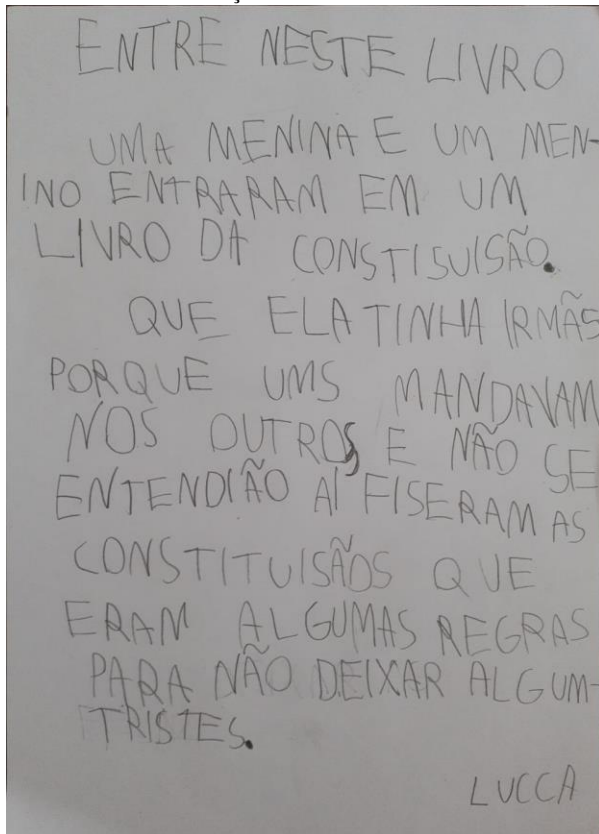 ENTRE NESTE LIVRO
UMA MENINA E UM MEN-
INO ENTRARAM EM UM
LIVRO DA CONSTISUISÃO.
QUE ELA TINHA IRMÃS
PORQUE UMS MANDAVAM
NOS OUTROS, E NÃO SE
ENTENDIÃO AÍ FISERAM AS
CONSTITUISÃOS QUE
ERAM ALGUMAS REGRAS
PARA NÃO DEIXAR ALGUM-
TRISTES.
LUCCA